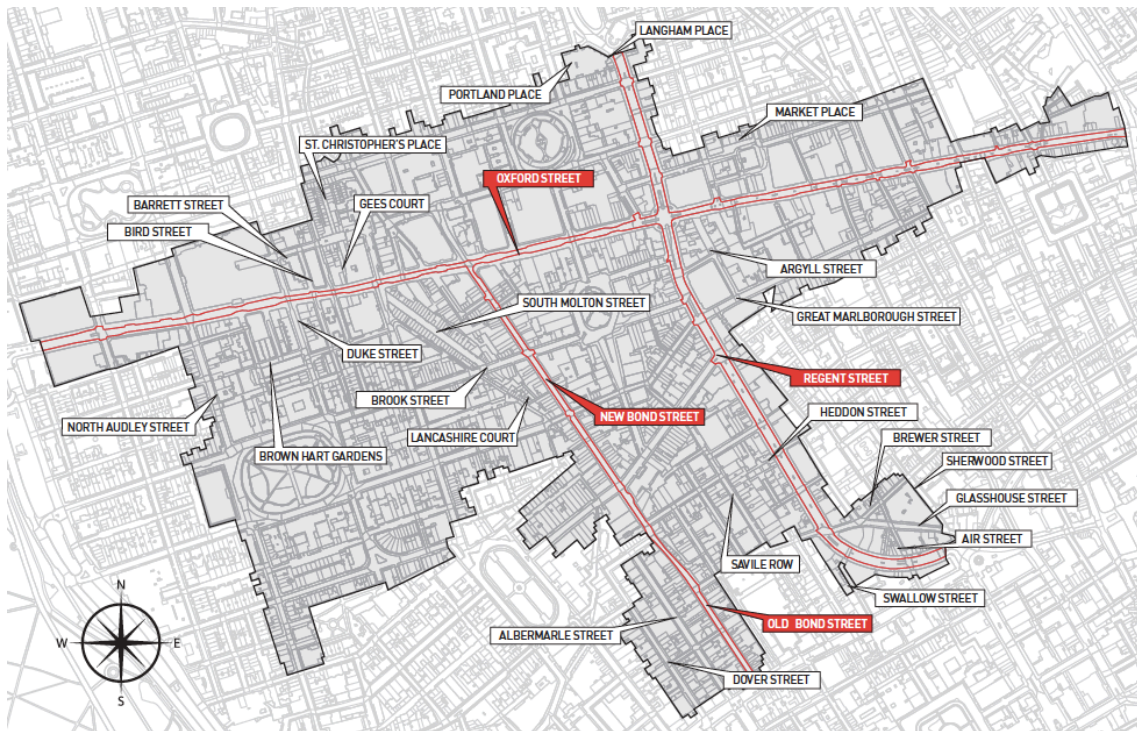 LANGHAM PLACE
PORTLAND PLACE
MARKET PLACE
ST. CHRISTOPHER'S PLACE
OXFORD STREET
BARRETT STREET
GEES COURT
BIRD STREET
ARGYLL STREET
SOUTH MOLTON STREET
GREAT MARLBOROUGH STREET
DUKE STREET
REGENT STREET
BROOK STREET
HEDDON STREET
NEW BOND STREET
NORTH AUDLEY STREET
LANCASHIRE COURT
BREWER STREET
BROWN HART GARDENS
SHERWOOD STREET
GLASSHOUSE STREET
AIR STREET
SAVILE ROW
N
SWALLOW STREET
W
E
OLD BOND STREET
ALBERMARLE STREET
DOVER STREET
S